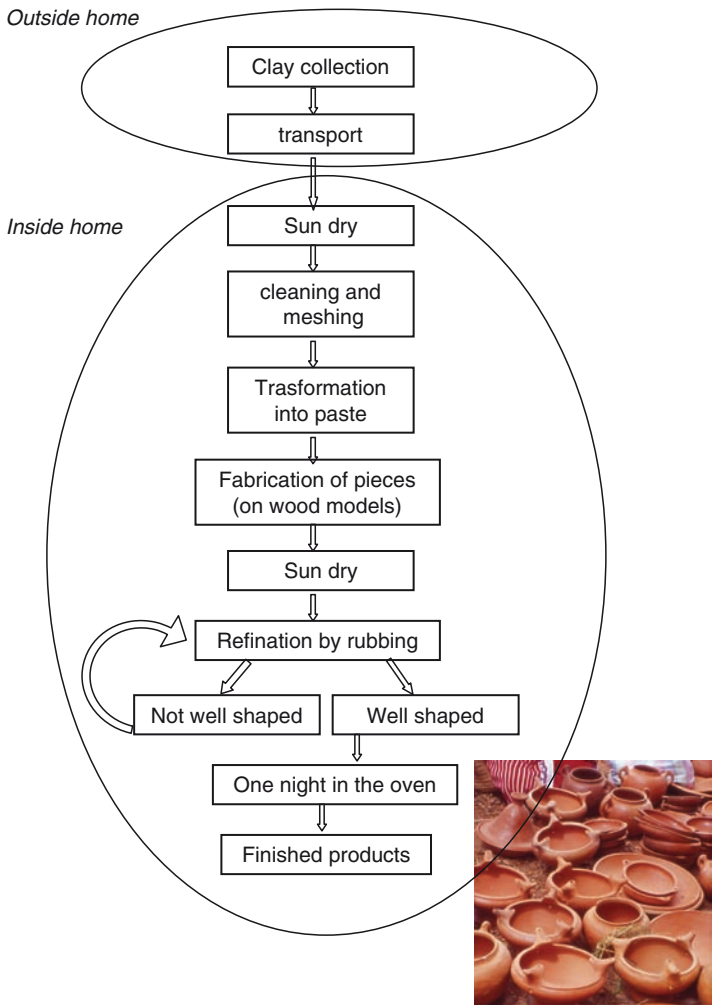 Outside home
Clay collection
transport
Inside home
Sun dry
cleaning and
meshing
Trasformation
into paste
Fabrication of pieces
(on wood models)
Sun dry
Refination by rubbing
Not well shaped
Well shaped
One night in the oven
Finished products